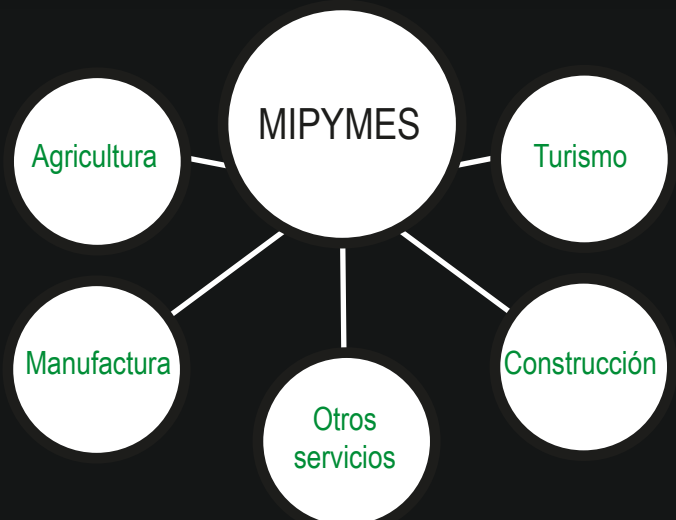 MIPYMES
Agricultura
Turismo
Manufactura
Construcción
Otros
servicios